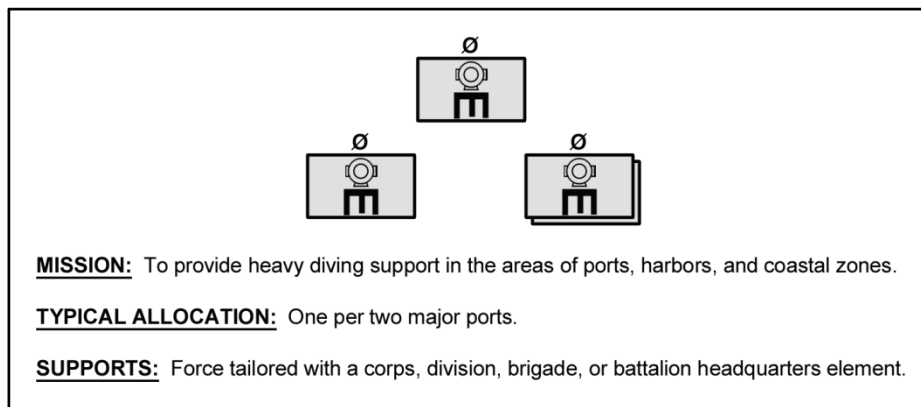 Ø
Ø Ø
MISSION: To provide heavy diving support in the areas of ports, harbors, and coastal zones.
TYPICAL ALLOCATION: One per two major ports.
SUPPORTS: Force tailored with a corps, division, brigade, or battalion headquarters element.